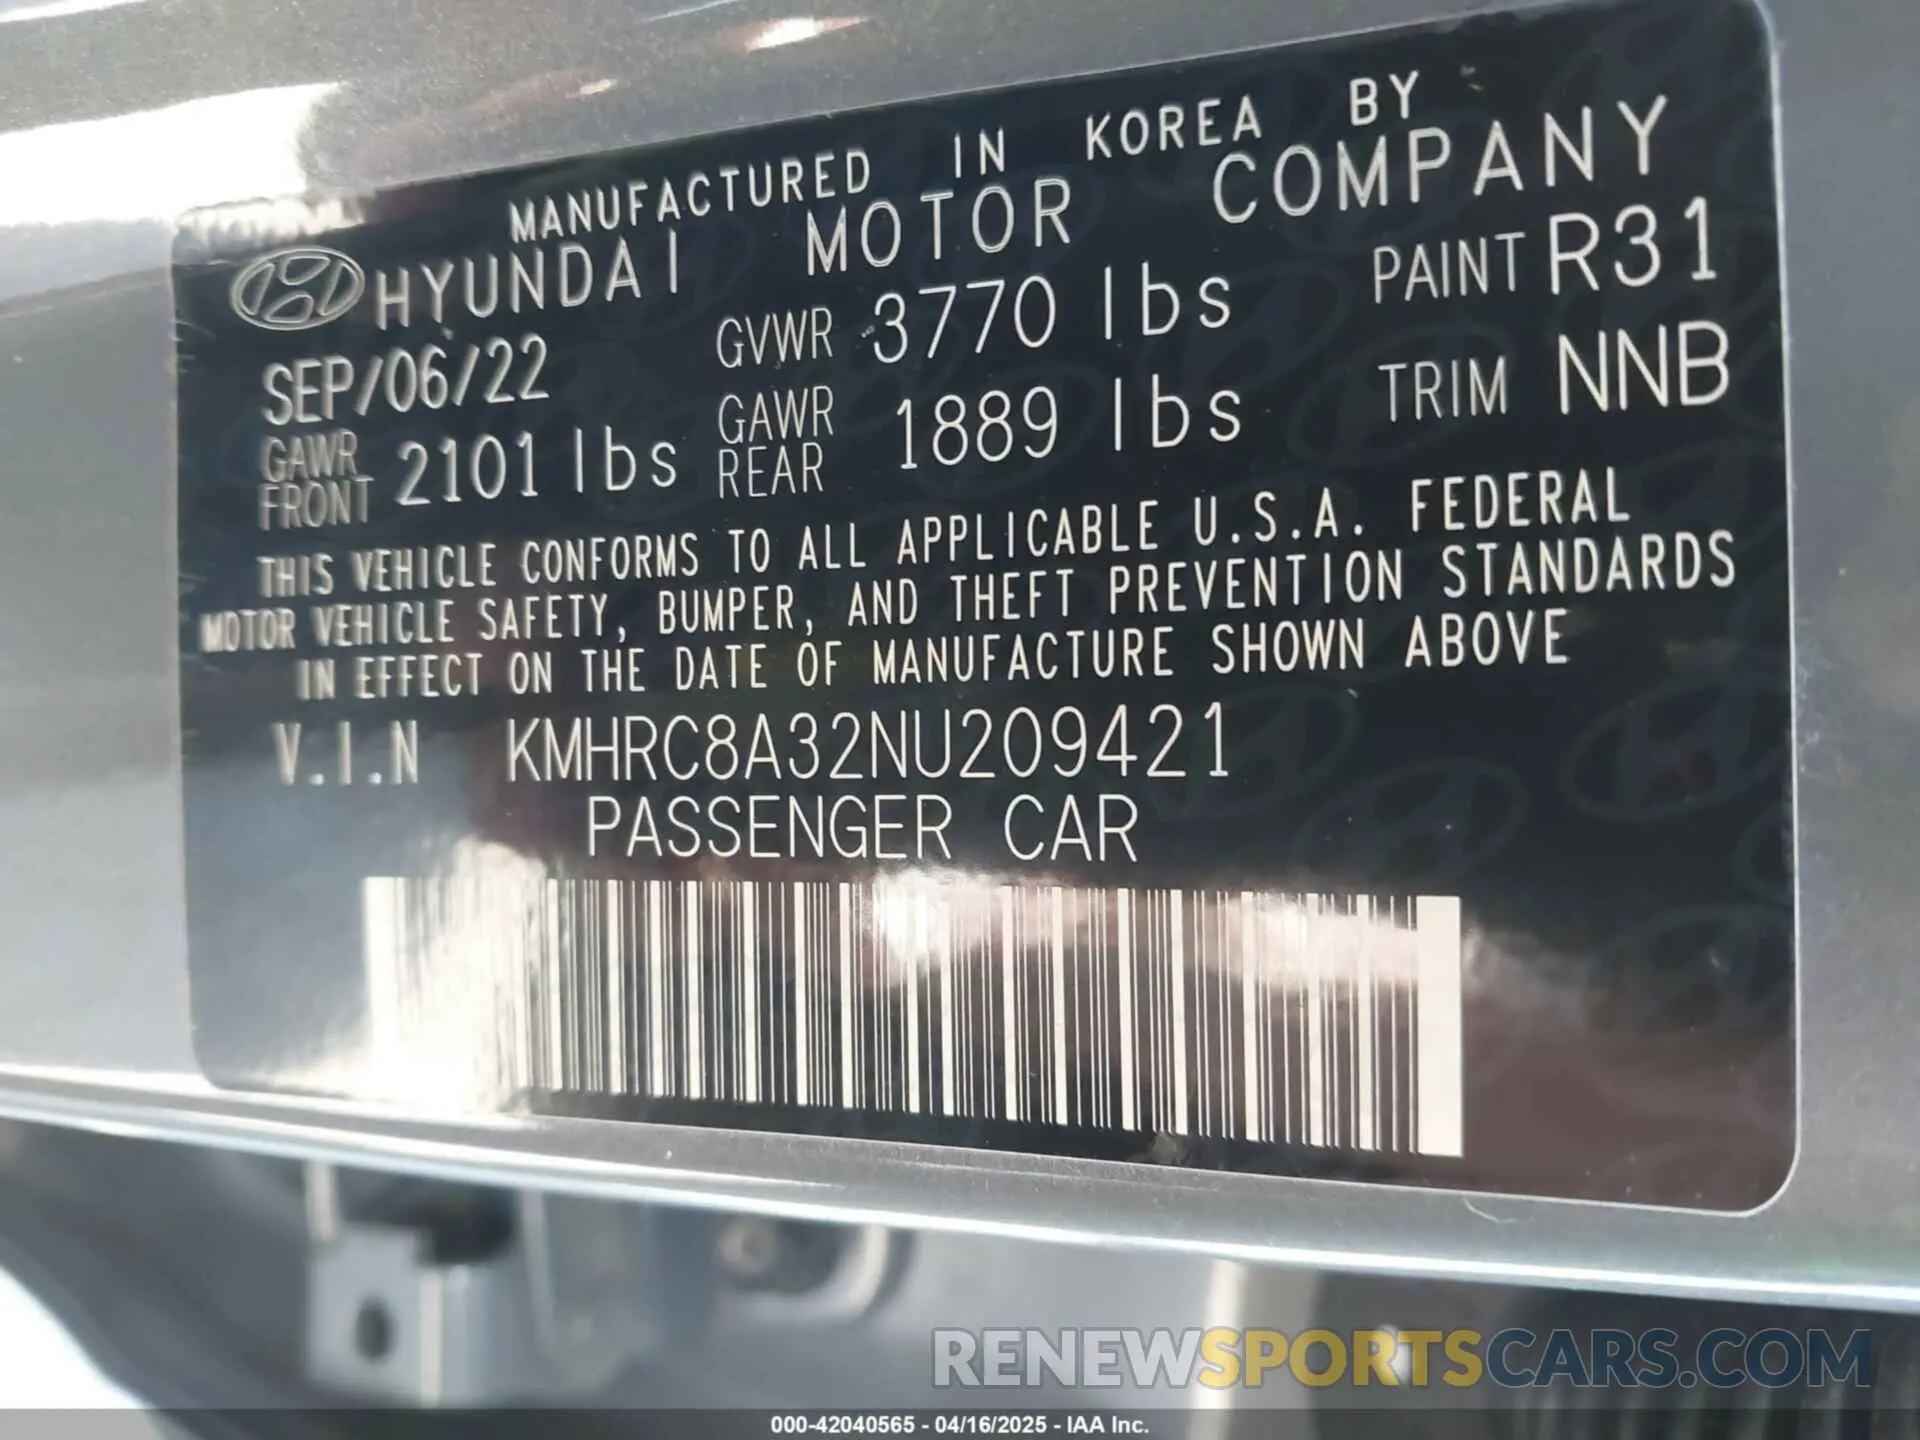 MANUFACTURED IN KOREA BY
HYUNDAI MOTOR COMPANY
SEP/06/22 GVWR 3770 lbs PAINT R31
GAWR FRONT 2101 lbs GAWR REAR 1889 lbs TRIM NNB
THIS VEHICLE CONFORMS TO ALL APPLICABLE U.S.A. FEDERAL
MOTOR VEHICLE SAFETY, BUMPER, AND THEFT PREVENTION STANDARDS
IN EFFECT ON THE DATE OF MANUFACTURE SHOWN ABOVE
V.I.N KMHRC8A32NU209421
PASSENGER CAR
RENEWSPORTSCARS.COM
000-42040565 - 04/16/2025 - IAA Inc.